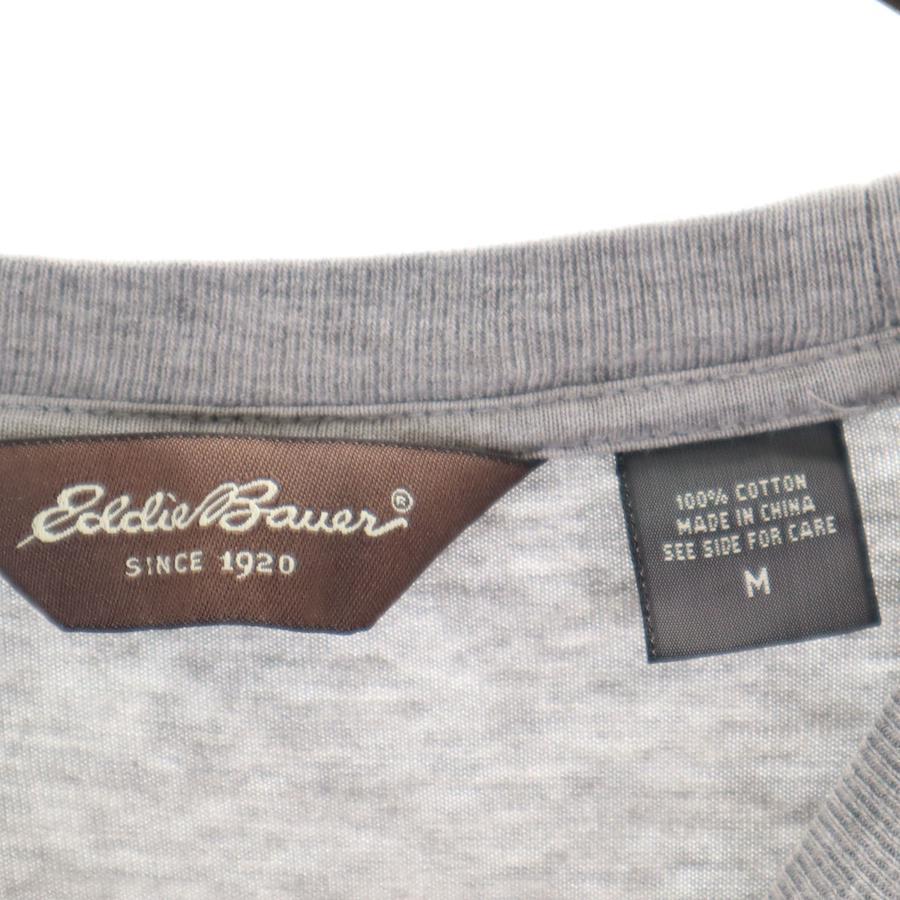 Eddie Bauer®
SINCE 1920
100% COTTON
MADE IN CHINA
SEE SIDE FOR CARE
M